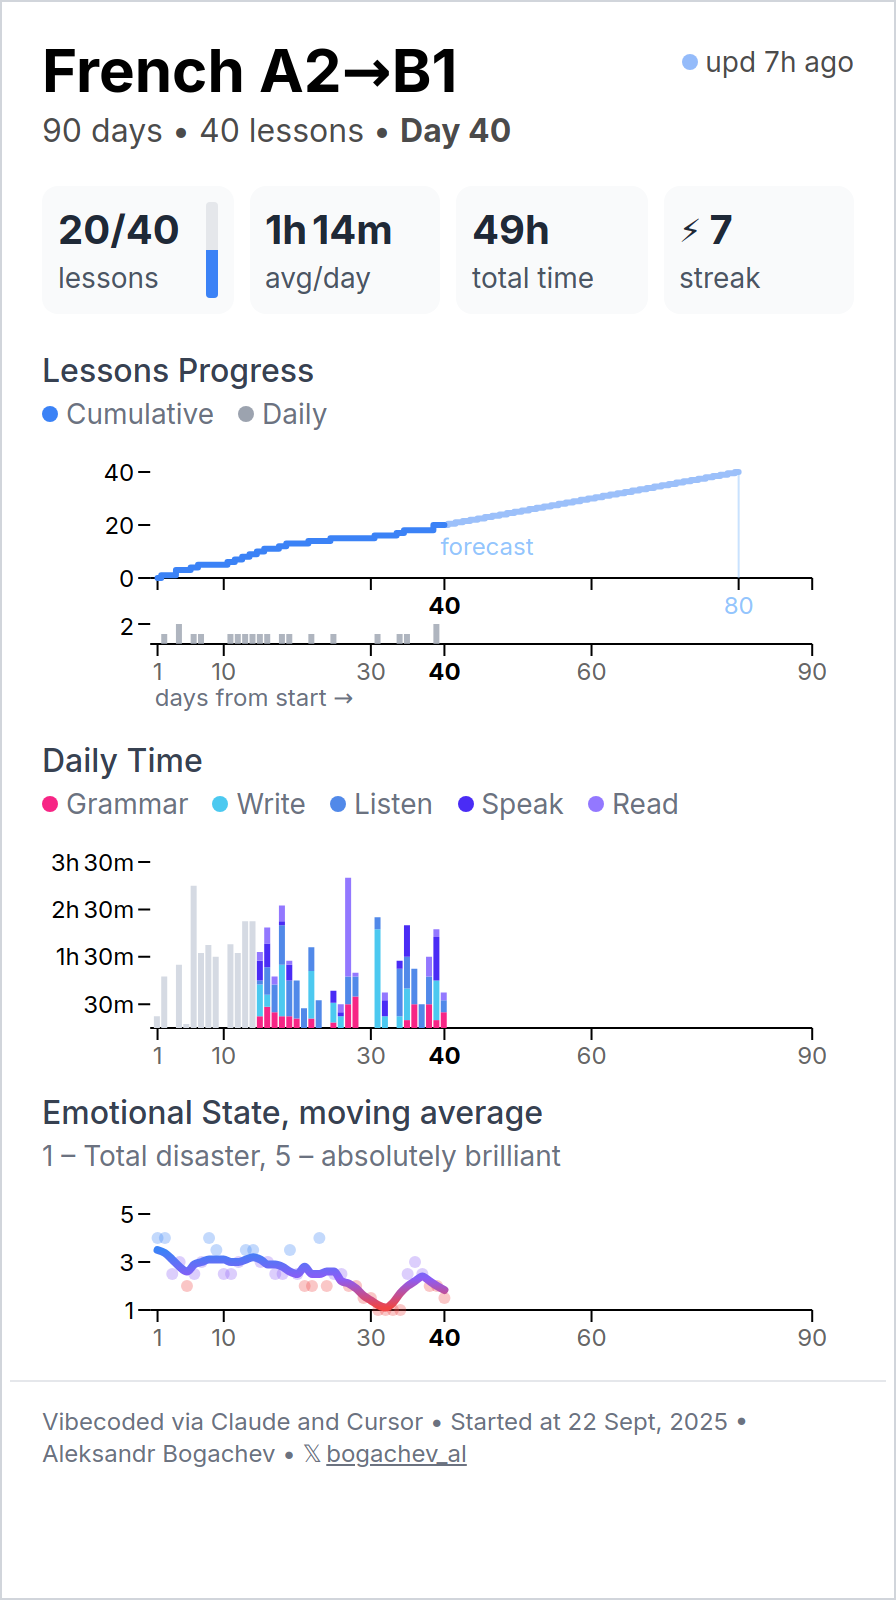 French A2→B1
upd 7h ago
90 days • 40 lessons • Day 40
20/40
lessons
1h 14m
avg/day
49h
total time
⚡ 7
streak
Lessons Progress
Cumulative Daily
40
20
0
forecast
40 80
2
1 10 30 40 60 90
days from start →
Daily Time
Grammar Write Listen Speak Read
3h 30m
2h 30m
1h 30m
30m
1 10 30 40 60 90
Emotional State, moving average
1 – Total disaster, 5 – absolutely brilliant
5
3
1
1 10 30 40 60 90
Vibecoded via Claude and Cursor • Started at 22 Sept, 2025 •
Aleksandr Bogachev • 𝕏 bogachev_al